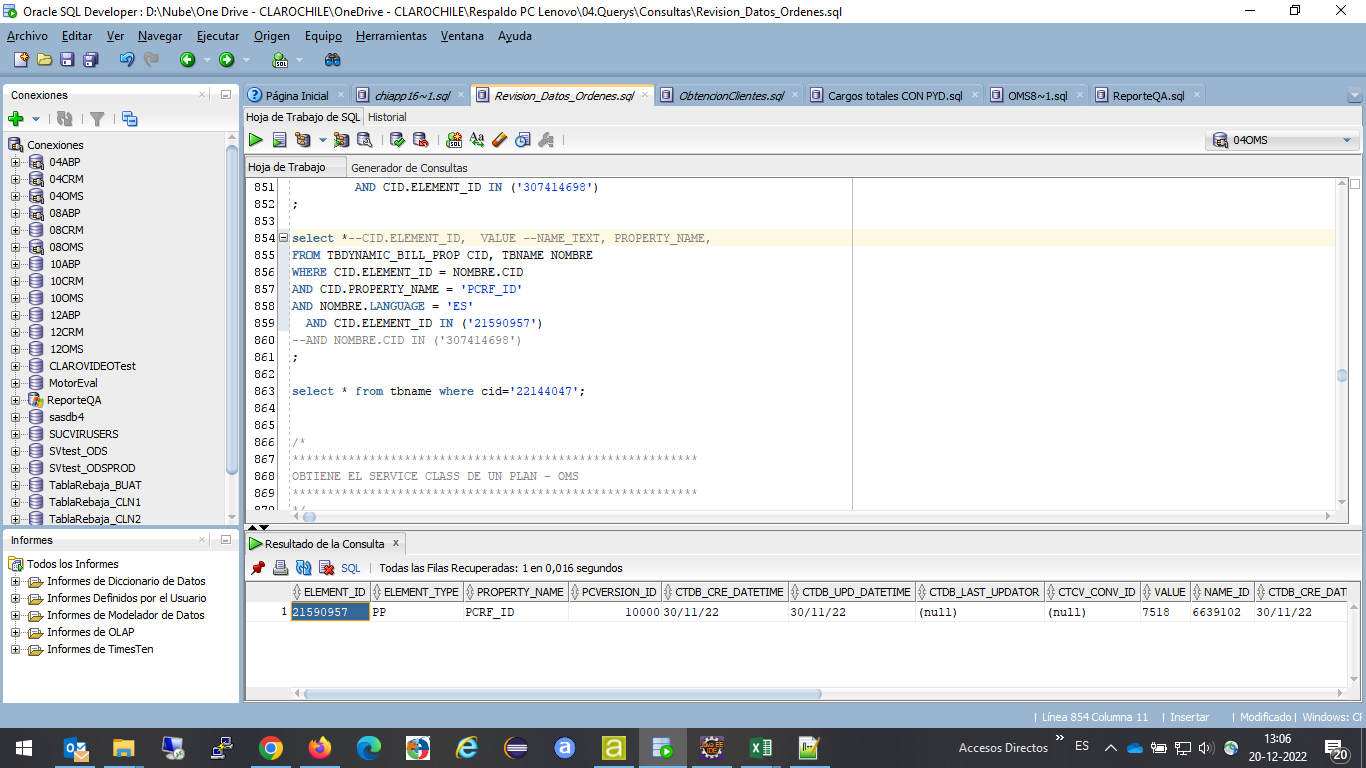 Oracle SQL Developer : D:\Nube\One Drive - CLAROCHILE\OneDrive - CLAROCHILE\Respaldo PC Lenovo\04.Querys\Consultas\Revision_Datos_Ordenes.sql
Archivo Editar Ver Navegar Ejecutar Origen Equipo Herramientas Ventana Ayuda
Conexiones
Conexiones
04ABP
04CRM
04OMS
08ABP
08CRM
08OMS
10ABP
10CRM
10OMS
12ABP
12CRM
12OMS
CLAROVIDEOTest
MotorEval
ReporteQA
sasdb4
SUCVIRUSERS
SVtest_ODS
SVtest_ODSPROD
TablaRebaja_BUAT
TablaRebaja_CLN1
TablaRebaja_CLN2
Informes
Todos los Informes
Informes de Diccionario de Datos
Informes Definidos por el Usuario
Informes de Modelador de Datos
Informes de OLAP
Informes de TimesTen
Página Inicial chiapp16~1.sql Revision_Datos_Ordenes.sql ObtencionClientes.sql Cargos totales CON PYD.sql OMS8~1.sql ReporteQA.sql
Hoja de Trabajo de SQL Historial
04OMS
Hoja de Trabajo Generador de Consultas
851 AND CID.ELEMENT_ID IN ('307414698')
852 ;
853
854 select *--CID.ELEMENT_ID, VALUE --NAME_TEXT, PROPERTY_NAME,
855 FROM TBDYNAMIC_BILL_PROP CID, TBNAME NOMBRE
856 WHERE CID.ELEMENT_ID = NOMBRE.CID
857 AND CID.PROPERTY_NAME = 'PCRF_ID'
858 AND NOMBRE.LANGUAGE = 'ES'
859 AND CID.ELEMENT_ID IN ('21590957')
860 --AND NOMBRE.CID IN ('307414698')
861 ;
862
863 select * from tbname where cid='22144047';
864
865
866 /*
867 **********************************************************
868 OBTIENE EL SERVICE CLASS DE UN PLAN - OMS
869 **********************************************************
870 */
Resultado de la Consulta x
SQL | Todas las Filas Recuperadas: 1 en 0,016 segundos
ELEMENT_ID ELEMENT_TYPE PROPERTY_NAME PCVERSION_ID CTDB_CRE_DATETIME CTDB_UPD_DATETIME CTDB_LAST_UPDATOR CTCV_CONV_ID VALUE NAME_ID CTDB_CRE_DAT
1 21590957 PP PCRF_ID 10000 30/11/22 30/11/22 (null) (null) 7518 6639102 30/11/22
| Línea 854 Columna 11 | Insertar | Modificado | Windows: CF
Accesos Directos » ES 13:06
20-12-2022
20